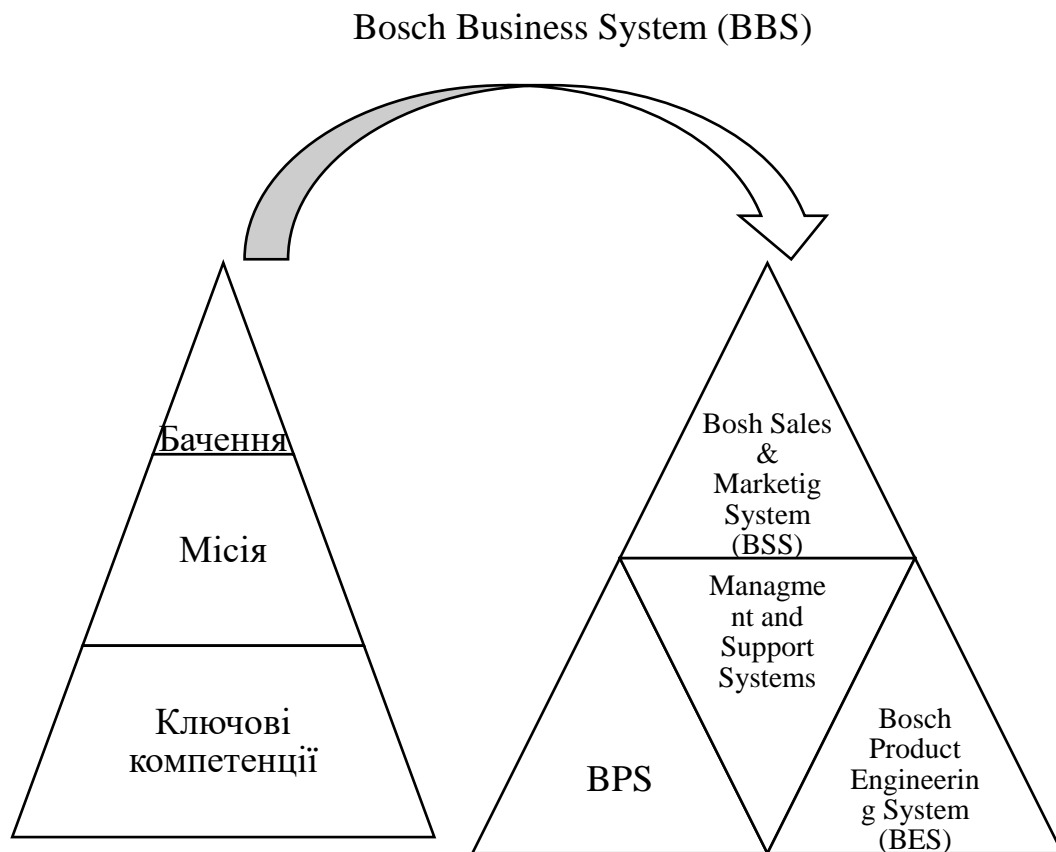 Bosch Business System (BBS)
Бачення
Місія
Ключові
компетенції
Bosh Sales
&
Marketig
System
(BSS)
Managme
nt and
Support
Systems
BPS
Bosch
Product
Engineerin
g System
(BES)